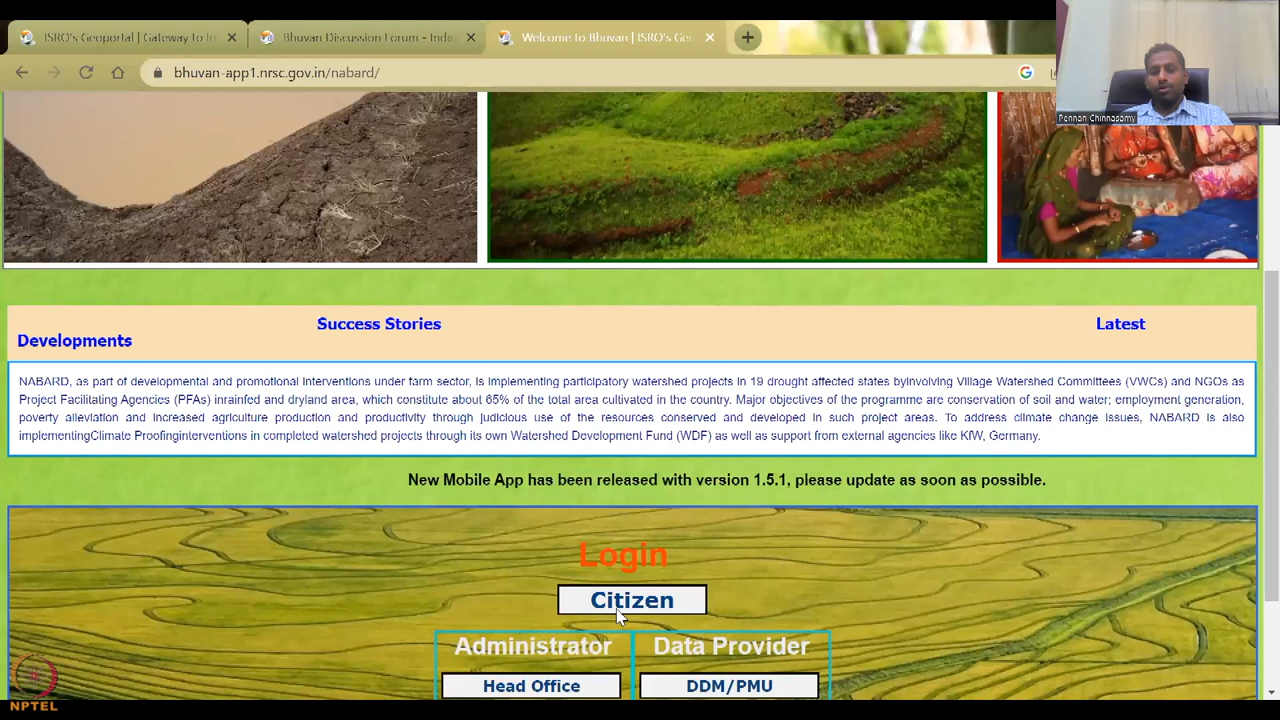 ISRO's Geoportal | Gateway to In
Bhuvan Discussion Forum - Index
Welcome to Bhuvan | ISRO's Geo
bhuvan-app1.nrsc.gov.in/nabard/
Pennan Chinnasamy
Success Stories Latest
Developments
NABARD, as part of developmental and promotional interventions under farm sector, is implementing participatory watershed projects in 19 drought affected states byinvolving Village Watershed Committees (VWCs) and NGOs as
Project Facilitating Agencies (PFAs) inrainfed and dryland area, which constitute about 65% of the total area cultivated in the country. Major objectives of the programme are conservation of soil and water; employment generation,
poverty alleviation and increased agriculture production and productivity through judicious use of the resources conserved and developed in such project areas. To address climate change issues, NABARD is also
implementingClimate Proofinginterventions in completed watershed projects through its own Watershed Development Fund (WDF) as well as support from external agencies like KfW, Germany.
New Mobile App has been released with version 1.5.1, please update as soon as possible.
Login
Citizen
Administrator Data Provider
Head Office DDM/PMU
NPTEL